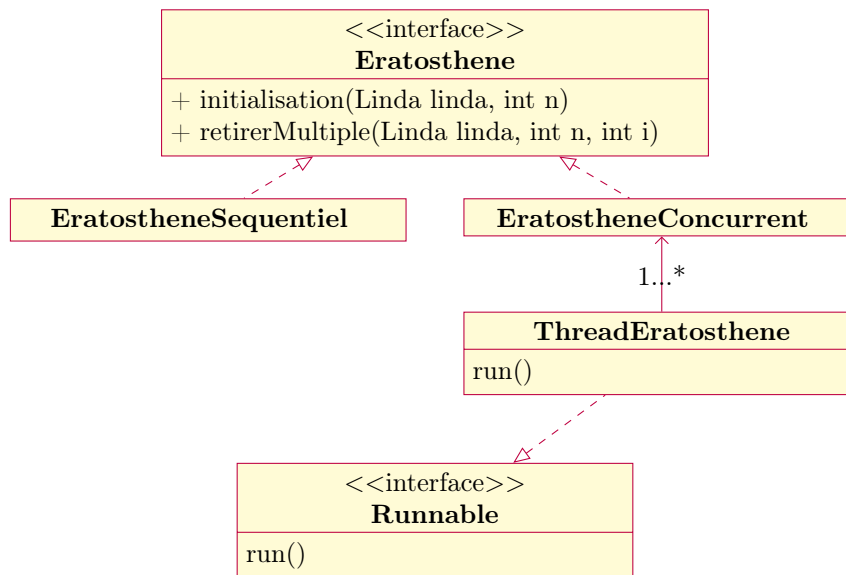 <<interface>>
Eratosthene
+ initialisation(Linda linda, int n)
+ retirerMultiple(Linda linda, int n, int i)
EratostheneSequentiel
EratostheneConcurrent
1...*
ThreadEratosthene
run()
<<interface>>
Runnable
run()